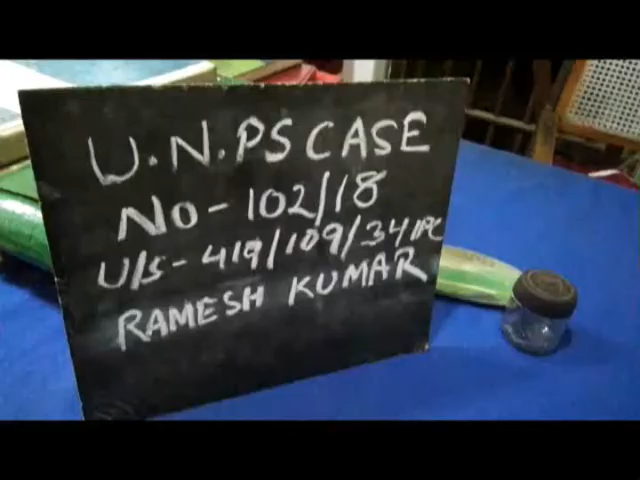 U.N.PS CASE
No-102/18
U/S-419/109/34 IPC
RAMESH KUMAR